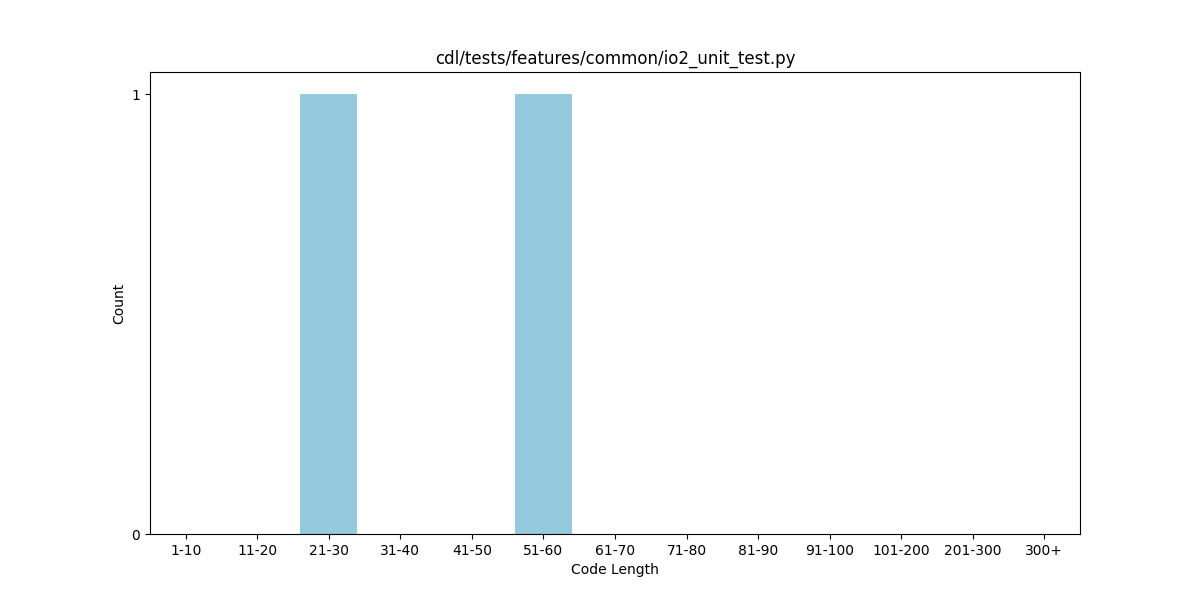 cdl/tests/features/common/io2_unit_test.py
1
Count
0
1-10 11-20 21-30 31-40 41-50 51-60 61-70 71-80 81-90 91-100 101-200 201-300 300+
Code Length